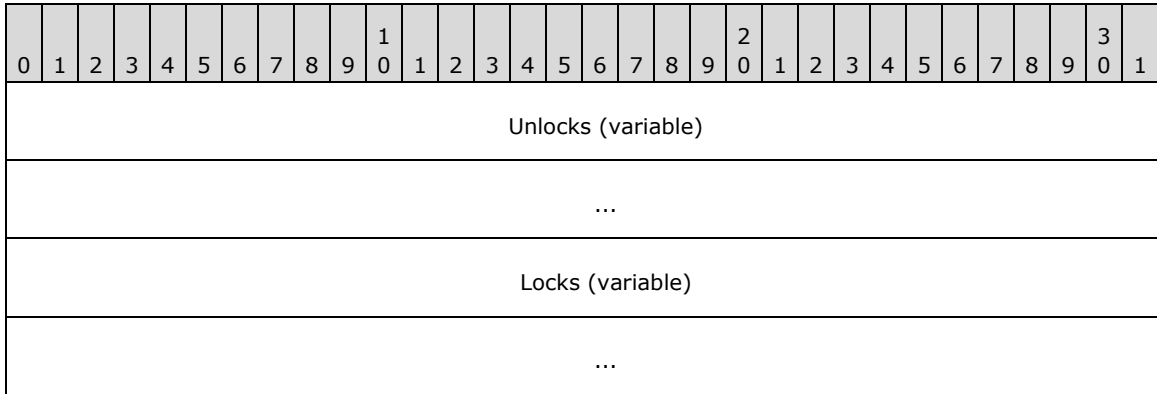 1 2 3
0 1 2 3 4 5 6 7 8 9 0 1 2 3 4 5 6 7 8 9 0 1 2 3 4 5 6 7 8 9 0 1
Unlocks (variable)
...
Locks (variable)
...